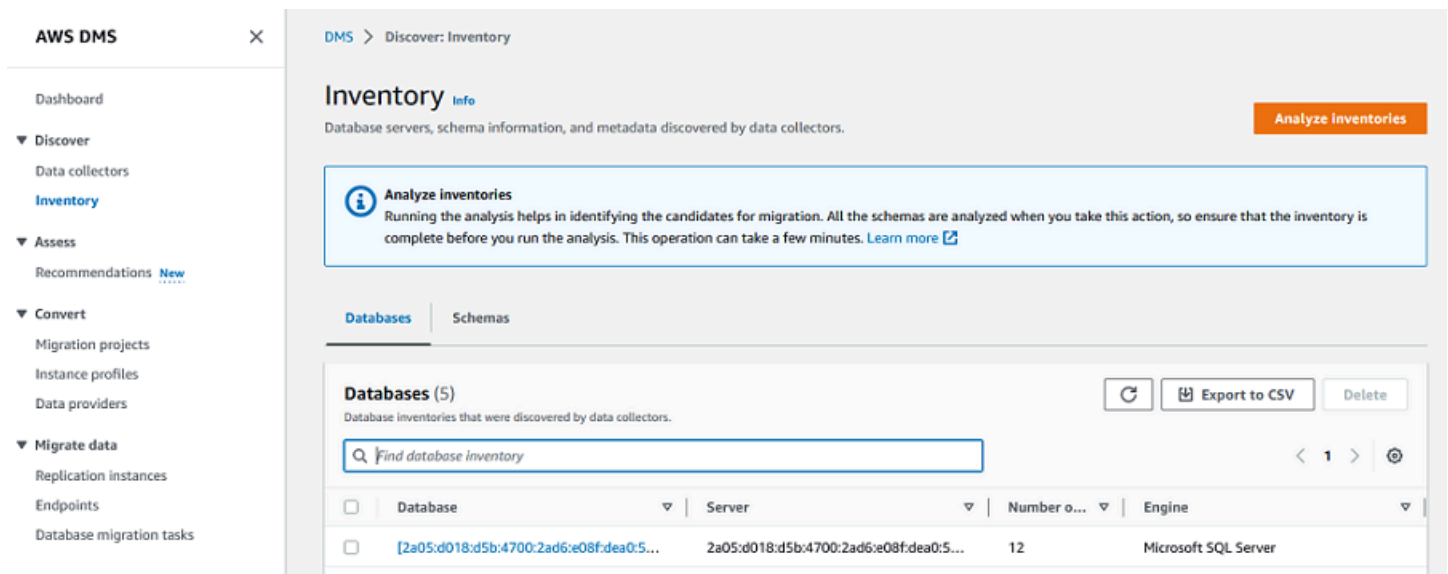 AWS DMS
Dashboard
Discover
Data collectors
Inventory
Assess
Recommendations New
Convert
Migration projects
Instance profiles
Data providers
Migrate data
Replication instances
Endpoints
Database migration tasks
DMS > Discover: Inventory
Inventory Info
Database servers, schema information, and metadata discovered by data collectors.
Analyze inventories
Analyze inventories
Running the analysis helps in identifying the candidates for migration. All the schemas are analyzed when you take this action, so ensure that the inventory is
complete before you run the analysis. This operation can take a few minutes. Learn more
Databases Schemas
Databases (5)
Database inventories that were discovered by data collectors.
Export to CSV Delete
Find database inventory
< 1 >
Database Server Number o... Engine
[2a05:d018:d5b:4700:2ad6:e08f:dea0:5... 2a05:d018:d5b:4700:2ad6:e08f:dea0:5... 12 Microsoft SQL Server